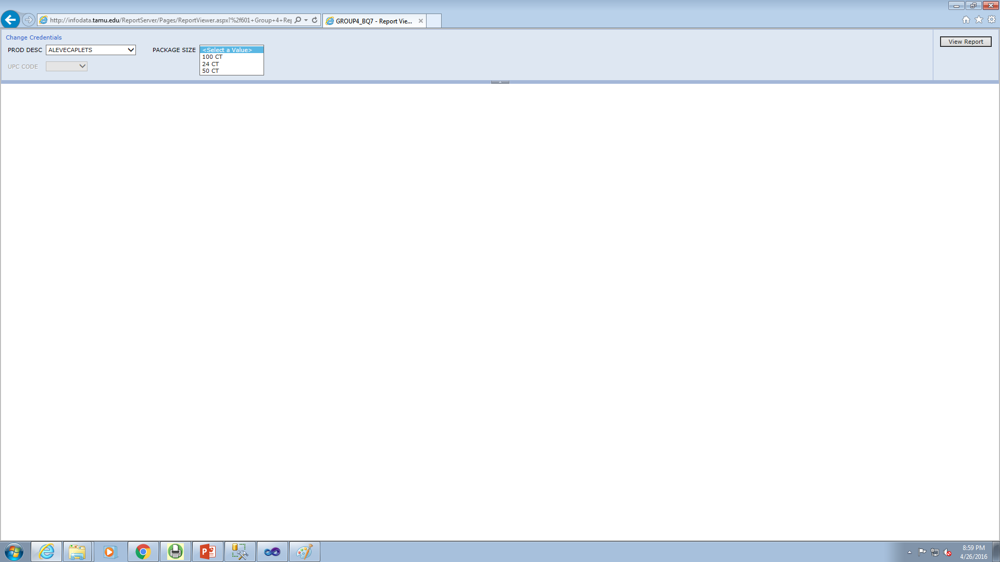 http://infodata.tamu.edu/ReportServer/Pages/ReportViewer.aspx?%2f601+Group+4+Rep
GROUP4_BQ7 - Report Vie...
Change Credentials
PROD DESC ALEVECAPLETS PACKAGE SIZE <Select a Value>
100 CT
24 CT
50 CT
UPC CODE
View Report
8:59 PM
4/26/2016